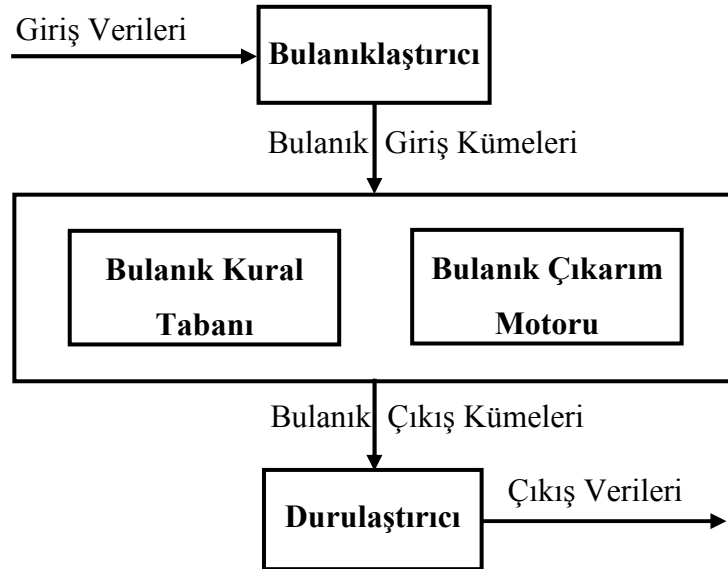 Giriş Verileri
Bulanıklaştırıcı
Bulanık Giriş Kümeleri
Bulanık Kural
Tabanı
Bulanık Çıkarım
Motoru
Bulanık Çıkış Kümeleri
Durulaştırıcı
Çıkış Verileri